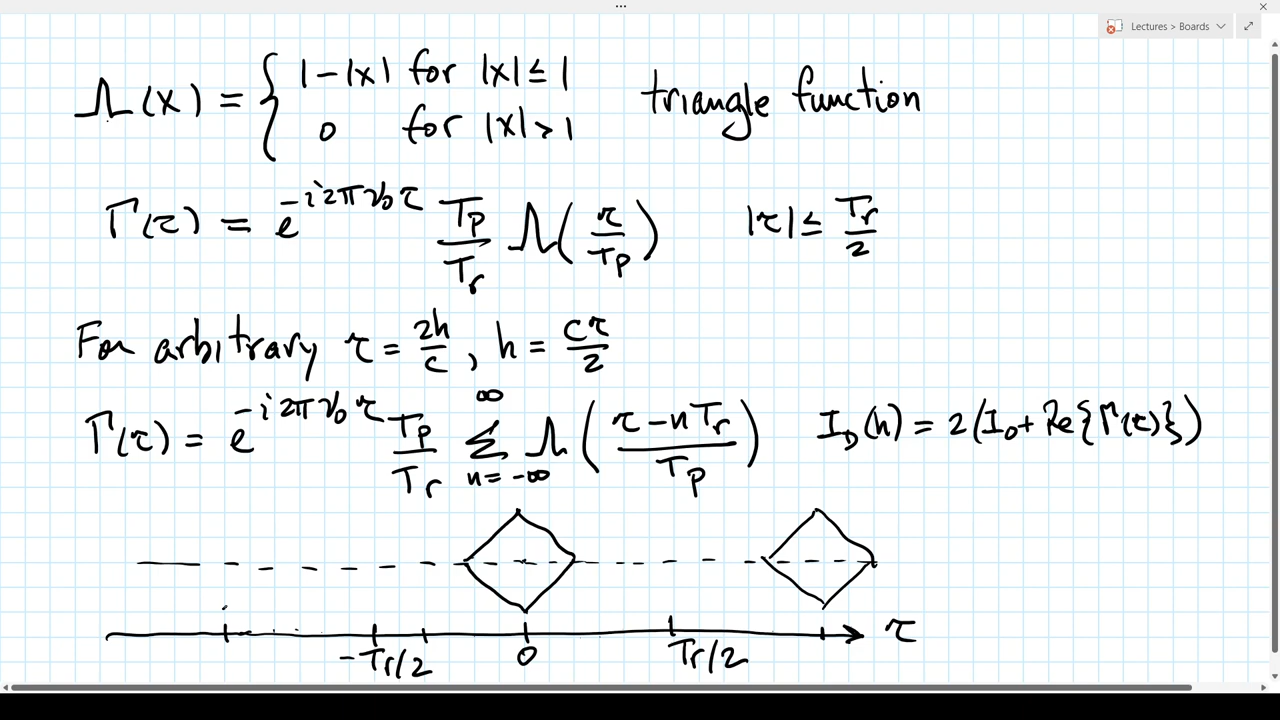 Lectures > Boards
Λ(x) = { 1-|x| for |x| ≤ 1 triangle function
0 for |x| > 1
Γ(τ) = e^{-i2πν₀τ} Tp/Tr Λ(τ/Tp) |τ| ≤ Tr/2
For arbitrary τ = 2h/c, h = cτ/2
Γ(τ) = e^{-i2πν₀τ} Tp/Tr ∑_{n=-∞}^{∞} Λ((τ-nTr)/Tp) I_D(h) = 2(I₀+Re{Γ(τ)})
-Tr/2 0 Tr/2 τ